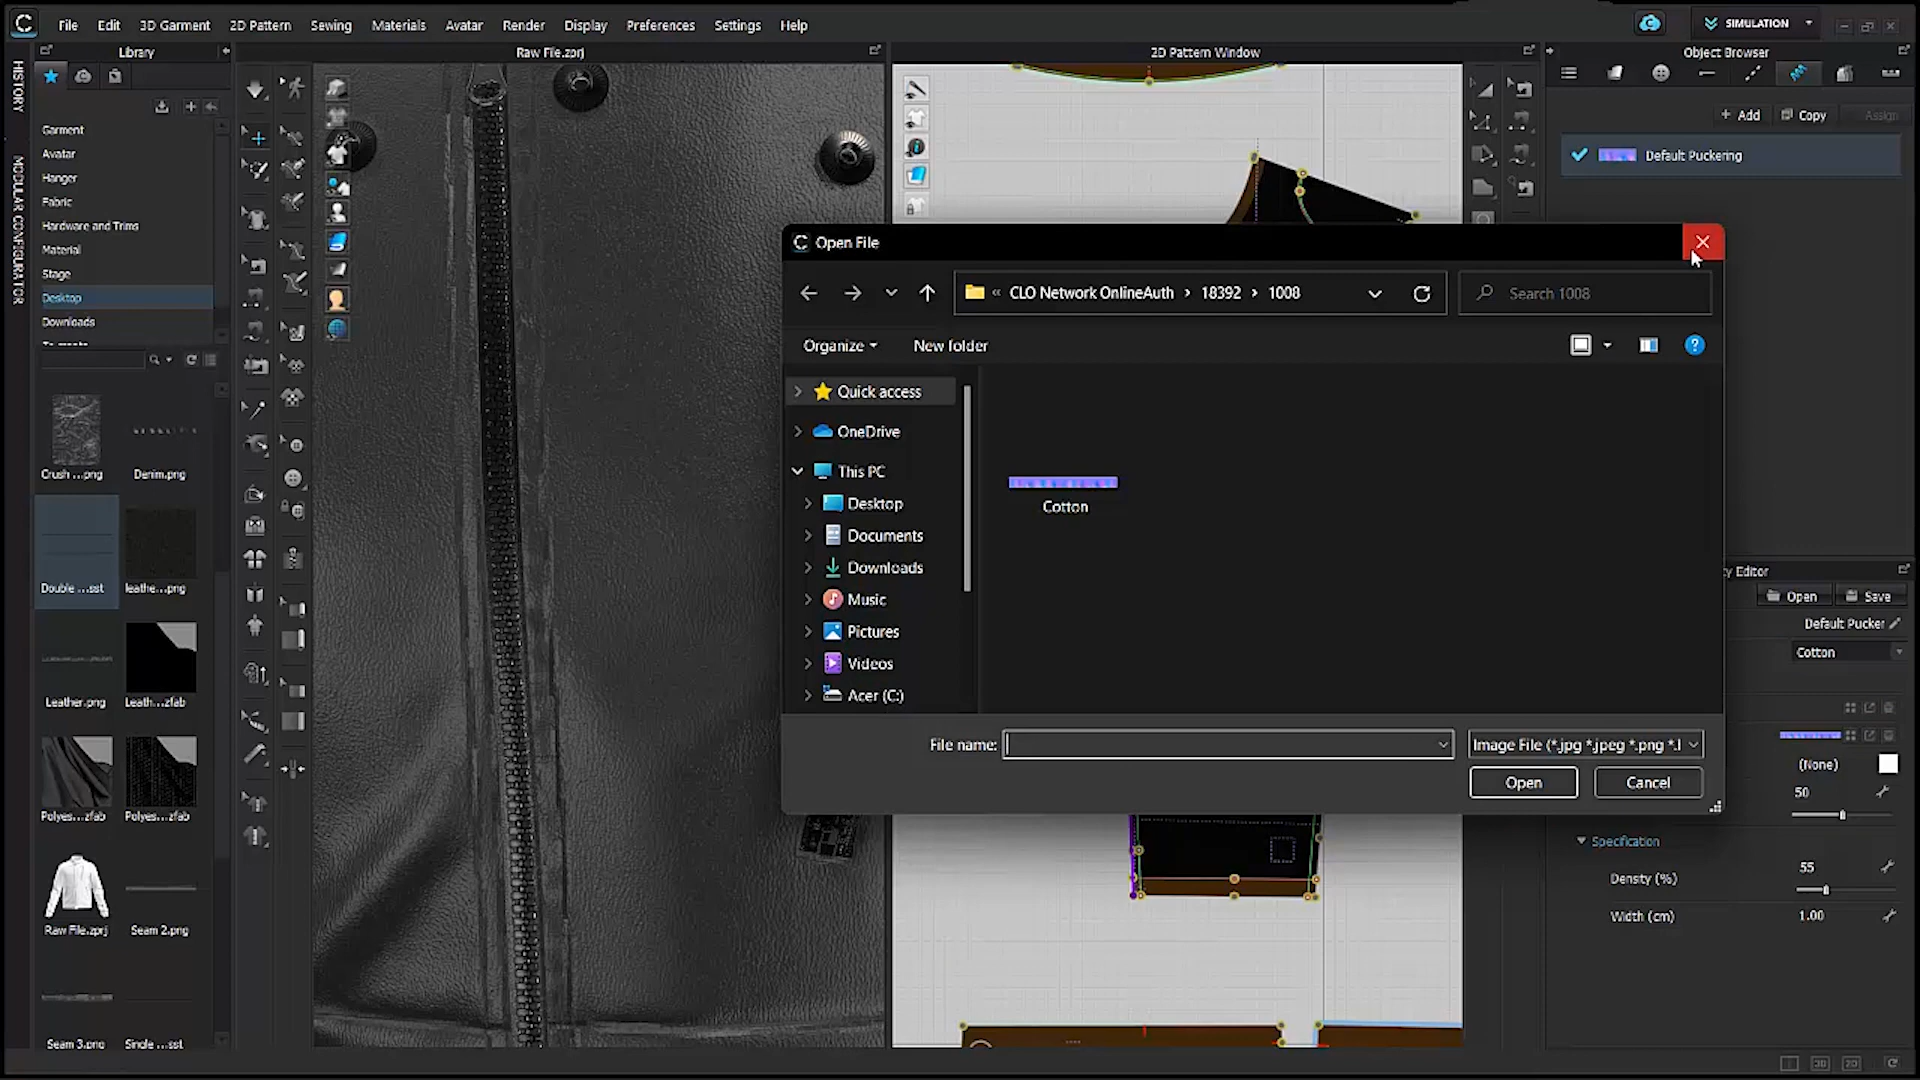 File Edit 3D Garment 2D Pattern Sewing Materials Avatar Render Display Preferences Settings Help
SIMULATION
Library
Raw File.zprj
2D Pattern Window
Object Browser
HISTORY
MODULAR CONFIGURATOR
Garment
Avatar
Hanger
Fabric
Hardware and Trims
Material
Stage
Desktop
Downloads
Crush ...png
Denim.png
Double ...sst
leathe...png
Leather.png
Leath...zfab
Polyes...zfab
Polyes...zfab
Raw File.zprj
Seam 2.png
Seam 3.png
Single ...sst
+ Add
Copy
Assign
Default Puckering
Open File
« CLO Network OnlineAuth › 18392 › 1008
Search 1008
Organize
New folder
Quick access
OneDrive
This PC
Desktop
Documents
Downloads
Music
Pictures
Videos
Acer (C:)
Cotton
File name:
Image File (*.jpg *.jpeg *.png *.
Open
Cancel
Editor
Open
Save
Default Pucker
Cotton
(None)
50
Specification
Density (%)
55
Width (cm)
1.00
3D
2D